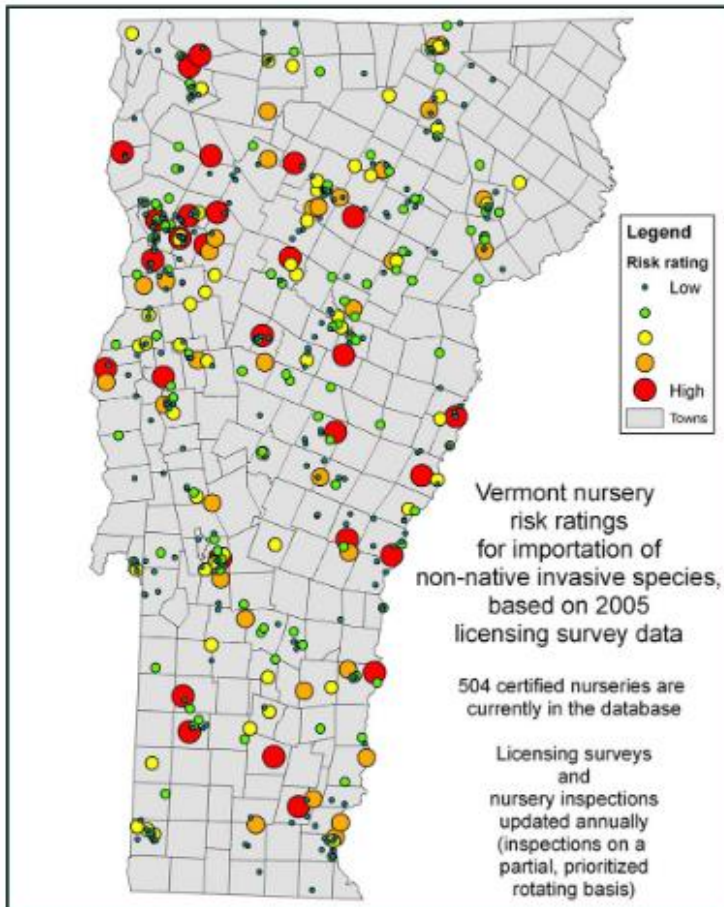 Legend
Risk rating
Low
High
Towns
Vermont nursery
risk ratings
for importation of
non-native invasive species,
based on 2005
licensing survey data
504 certified nurseries are
currently in the database
Licensing surveys
and
nursery inspections
updated annually
(inspections on a
partial, prioritized
rotating basis)